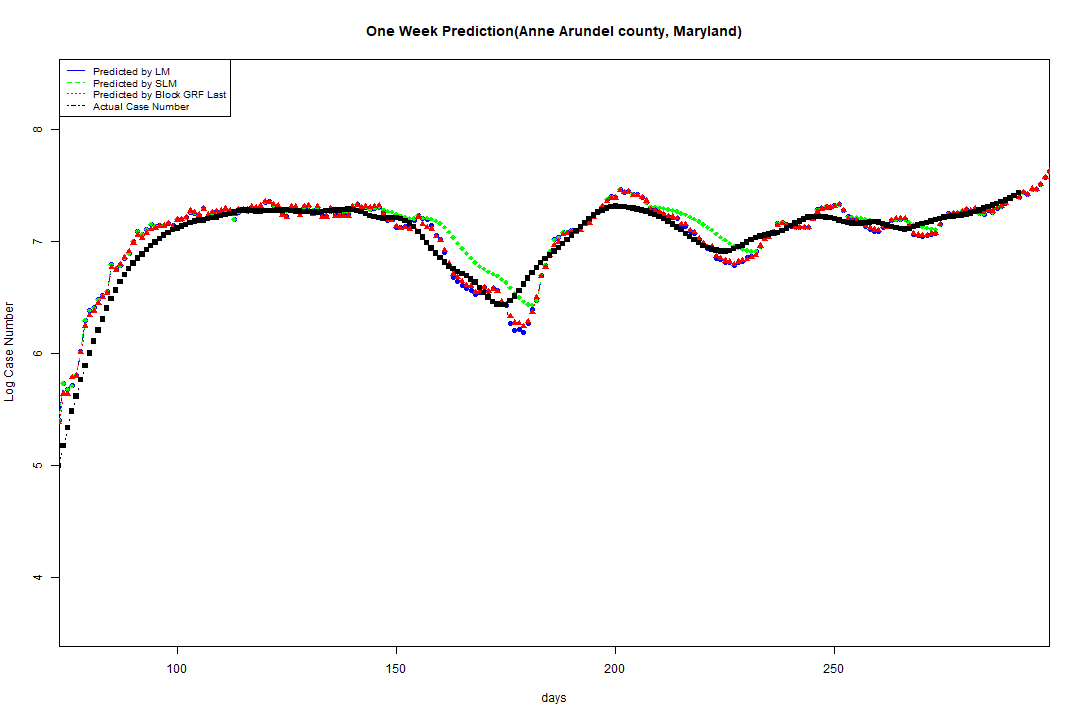 One Week Prediction(Anne Arundel county, Maryland)
Predicted by LM
Predicted by SLM
Predicted by Block GRF Last
Actual Case Number
8
7
6
5
4
Log Case Number
100 150 200 250
days